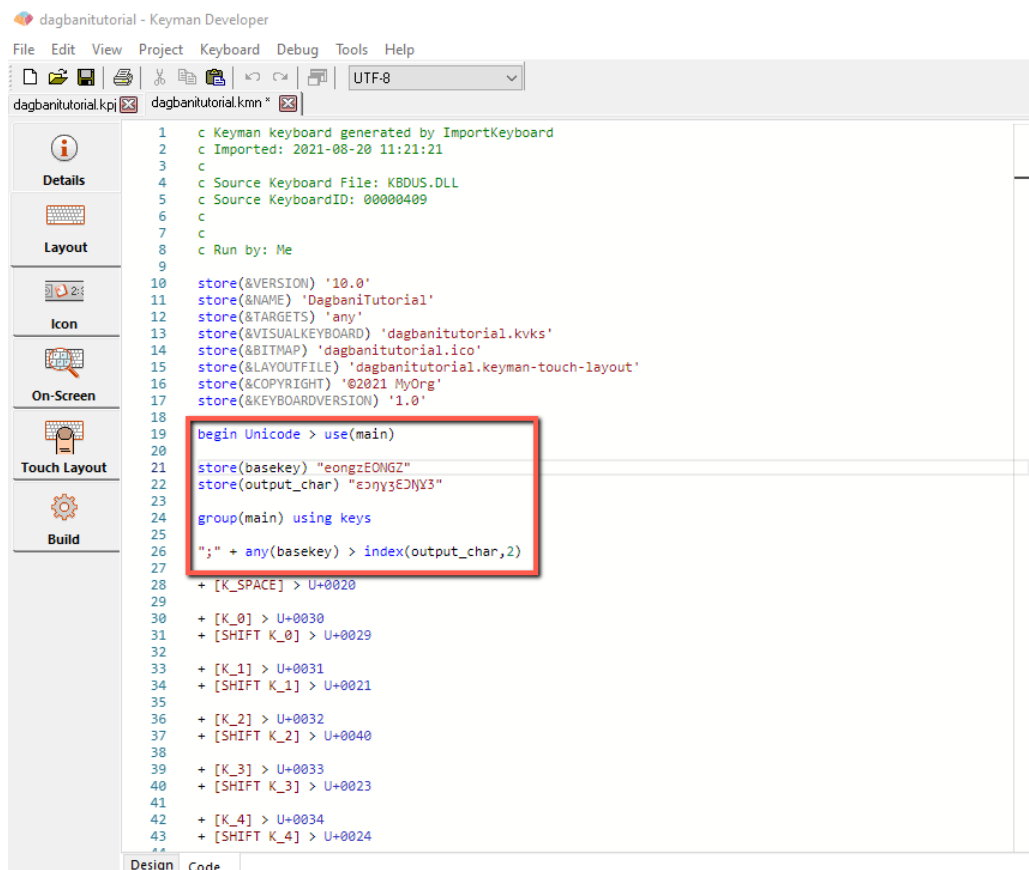 dagbanitutorial - Keyman Developer
File Edit View Project Keyboard Debug Tools Help
UTF-8
dagbanitutorial.kpj dagbanitutorial.kmn *
Details
Layout
Icon
On-Screen
Touch Layout
Build
1 c Keyman keyboard generated by ImportKeyboard
2 c Imported: 2021-08-20 11:21:21
3 c
4 c Source Keyboard File: KBDUS.DLL
5 c Source KeyboardID: 00000409
6 c
7 c
8 c Run by: Me
9
10 store(&VERSION) '10.0'
11 store(&NAME) 'DagbaniTutorial'
12 store(&TARGETS) 'any'
13 store(&VISUALKEYBOARD) 'dagbanitutorial.kvks'
14 store(&BITMAP) 'dagbanitutorial.ico'
15 store(&LAYOUTFILE) 'dagbanitutorial.keyman-touch-layout'
16 store(&COPYRIGHT) '©2021 MyOrg'
17 store(&KEYBOARDVERSION) '1.0'
18
19 begin Unicode > use(main)
20
21 store(basekey) "eongzEONGZ"
22 store(output_char) "ɛɔŋɣʒƐƆŊƔƷ"
23
24 group(main) using keys
25
26 ";" + any(basekey) > index(output_char,2)
27
28 + [K_SPACE] > U+0020
29
30 + [K_0] > U+0030
31 + [SHIFT K_0] > U+0029
32
33 + [K_1] > U+0031
34 + [SHIFT K_1] > U+0021
35
36 + [K_2] > U+0032
37 + [SHIFT K_2] > U+0040
38
39 + [K_3] > U+0033
40 + [SHIFT K_3] > U+0023
41
42 + [K_4] > U+0034
43 + [SHIFT K_4] > U+0024
Design Code